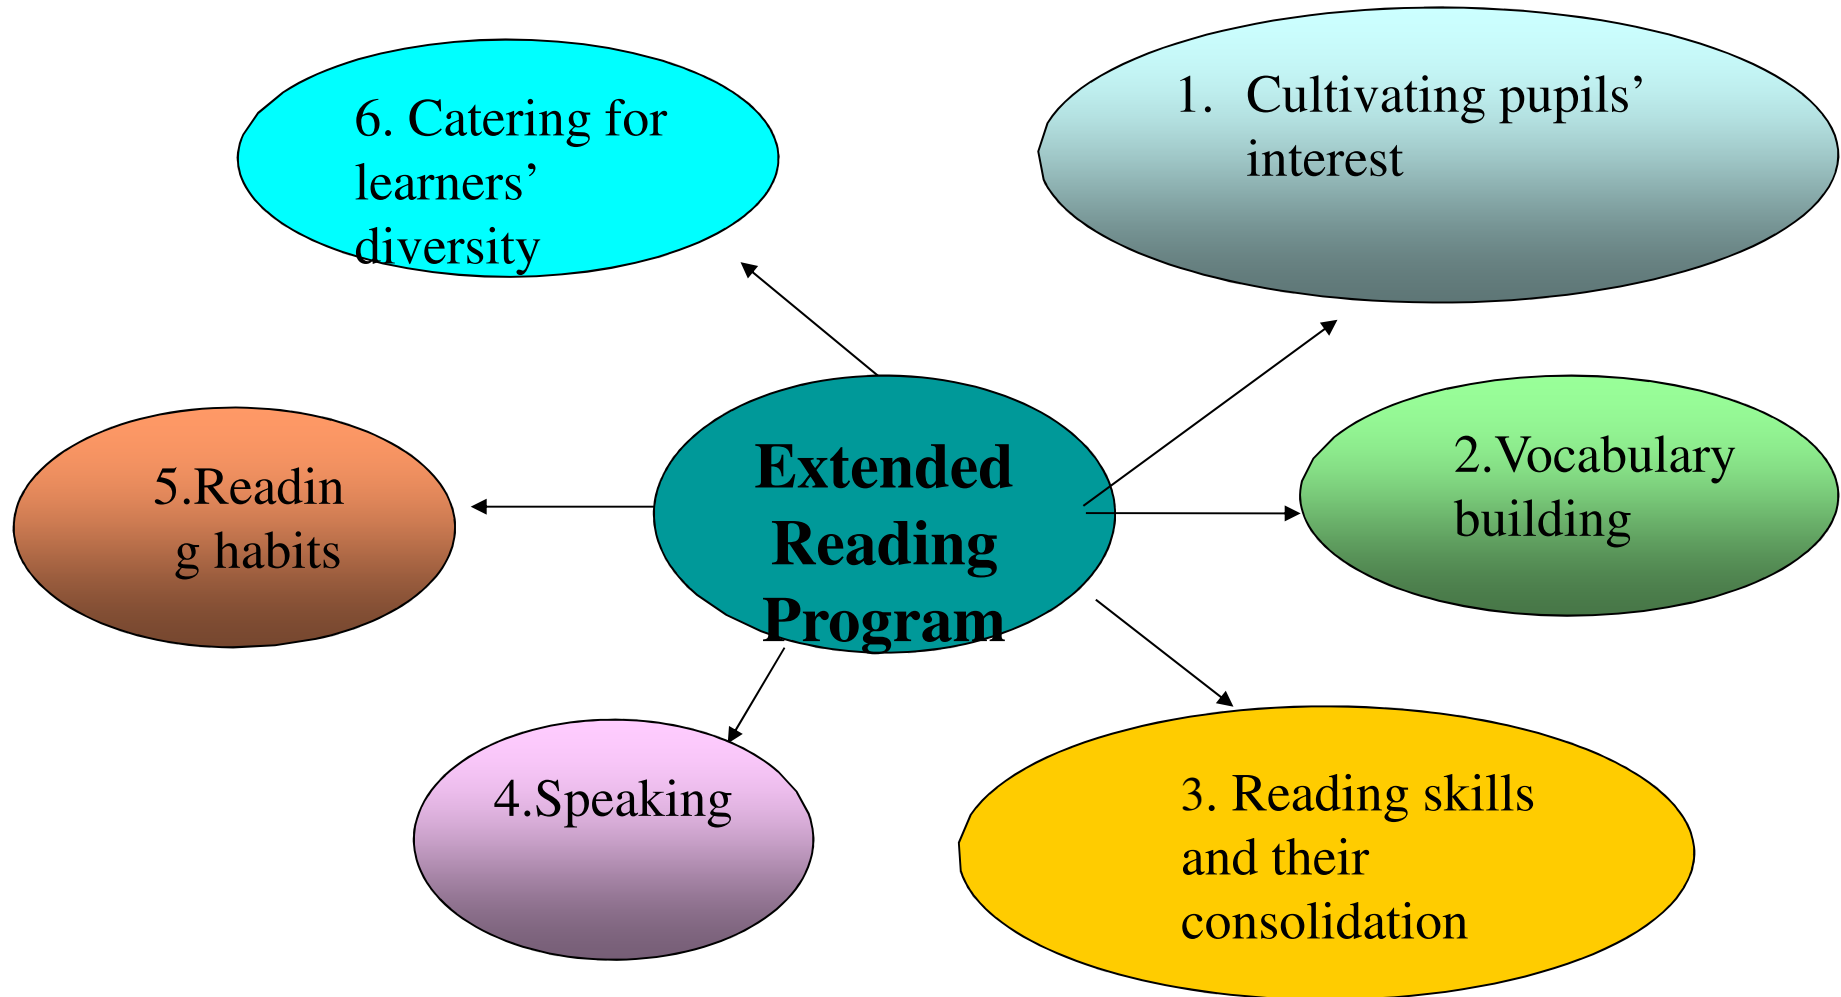 6. Catering for
learners’
diversity
1. Cultivating pupils’
interest
5.Readin
g habits
Extended
Reading
Program
2.Vocabulary
building
4.Speaking
3. Reading skills
and their
consolidation